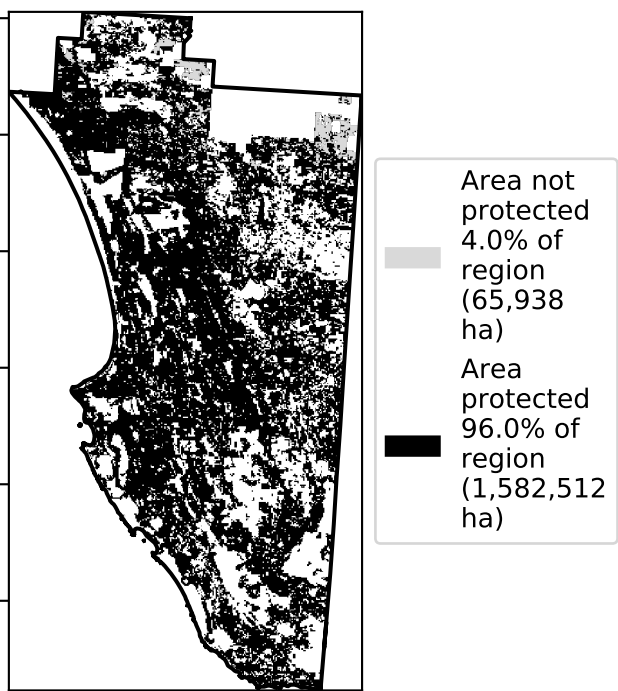 Area not
protected
4.0% of
region
(65,938
ha)
Area
protected
96.0% of
region
(1,582,512
ha)